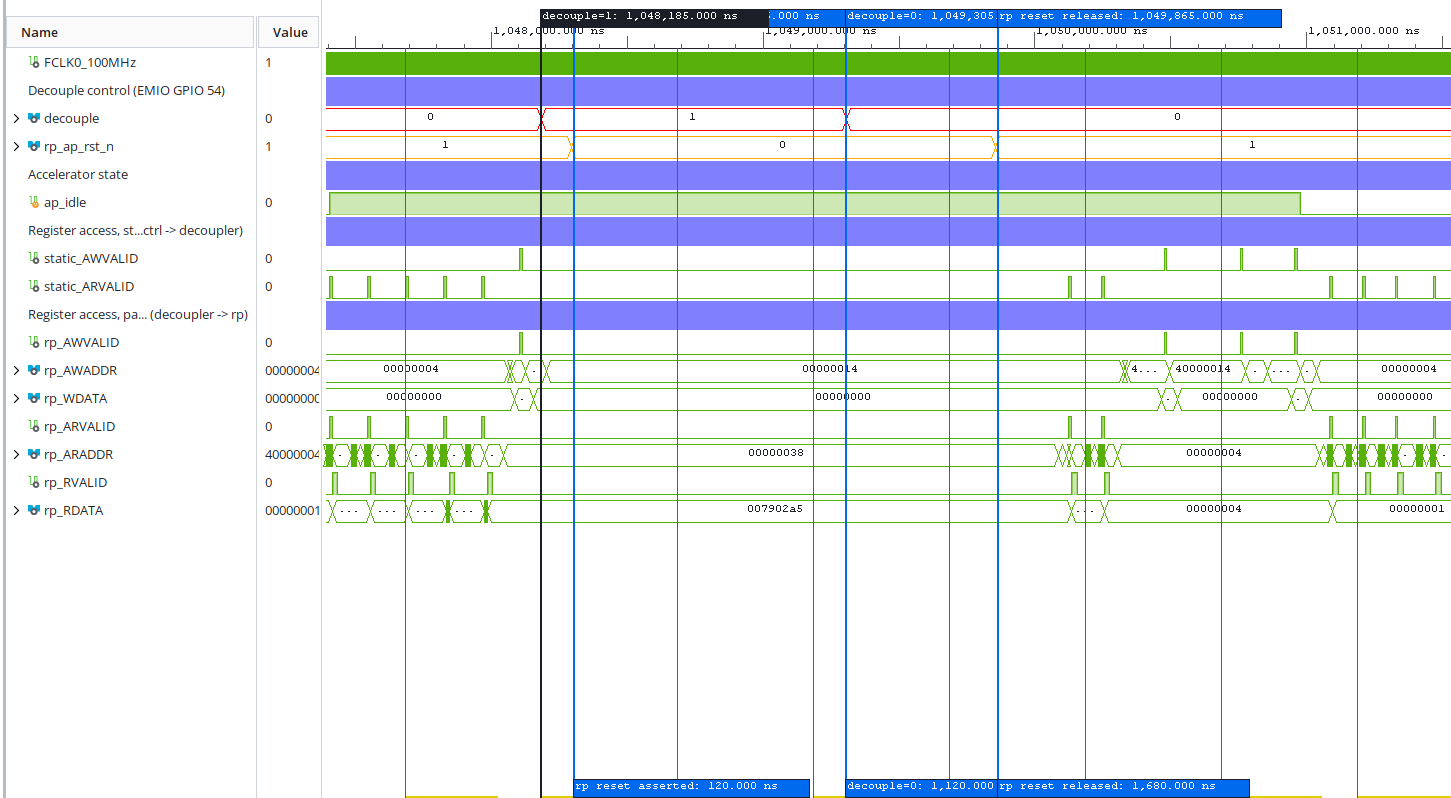 decouple=1: 1,048,185.000 ns 5.000 ns decouple=0: 1,049,305 rp reset released: 1,049,865.000 ns
Name Value 1,048,000.000 ns 1,049,000.000 ns 1,050,000.000 ns 1,051,000.000 ns
FCLK0_100MHz 1
Decouple control (EMIO GPIO 54)
decouple 0 0 1 0
rp_ap_rst_n 1 1 0 1
Accelerator state
ap_idle 0
Register access, st...ctrl -> decoupler)
static_AWVALID 0
static_ARVALID 0
Register access, pa... (decoupler -> rp)
rp_AWVALID 0
rp_AWADDR 00000004 00000004 . 00000014 4... 40000014 . ... . 00000004
rp_WDATA 00000000 00000000 . 00000000 . 00000000 . 00000000
rp_ARVALID 0
rp_ARADDR 40000004 . . . . . 00000038 00000004 . .
rp_RVALID 0
rp_RDATA 00000001 ... ... ... ... 007902a5 ... 00000004 00000001
rp reset asserted: 120.000 ns decouple=0: 1,120.000 rp reset released: 1,680.000 ns